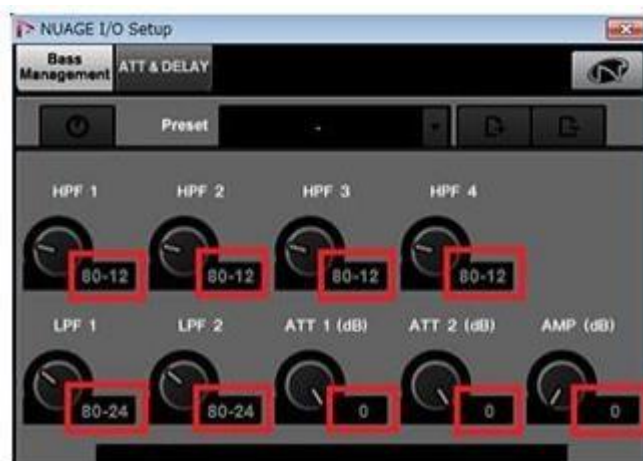 NUAGE I/O Setup
Bass Management
ATT & DELAY
Preset
-
HPF 1 HPF 2 HPF 3 HPF 4
80-12 80-12 80-12 80-12
LPF 1 LPF 2 ATT 1 (dB) ATT 2 (dB) AMP (dB)
80-24 80-24 0 0 0